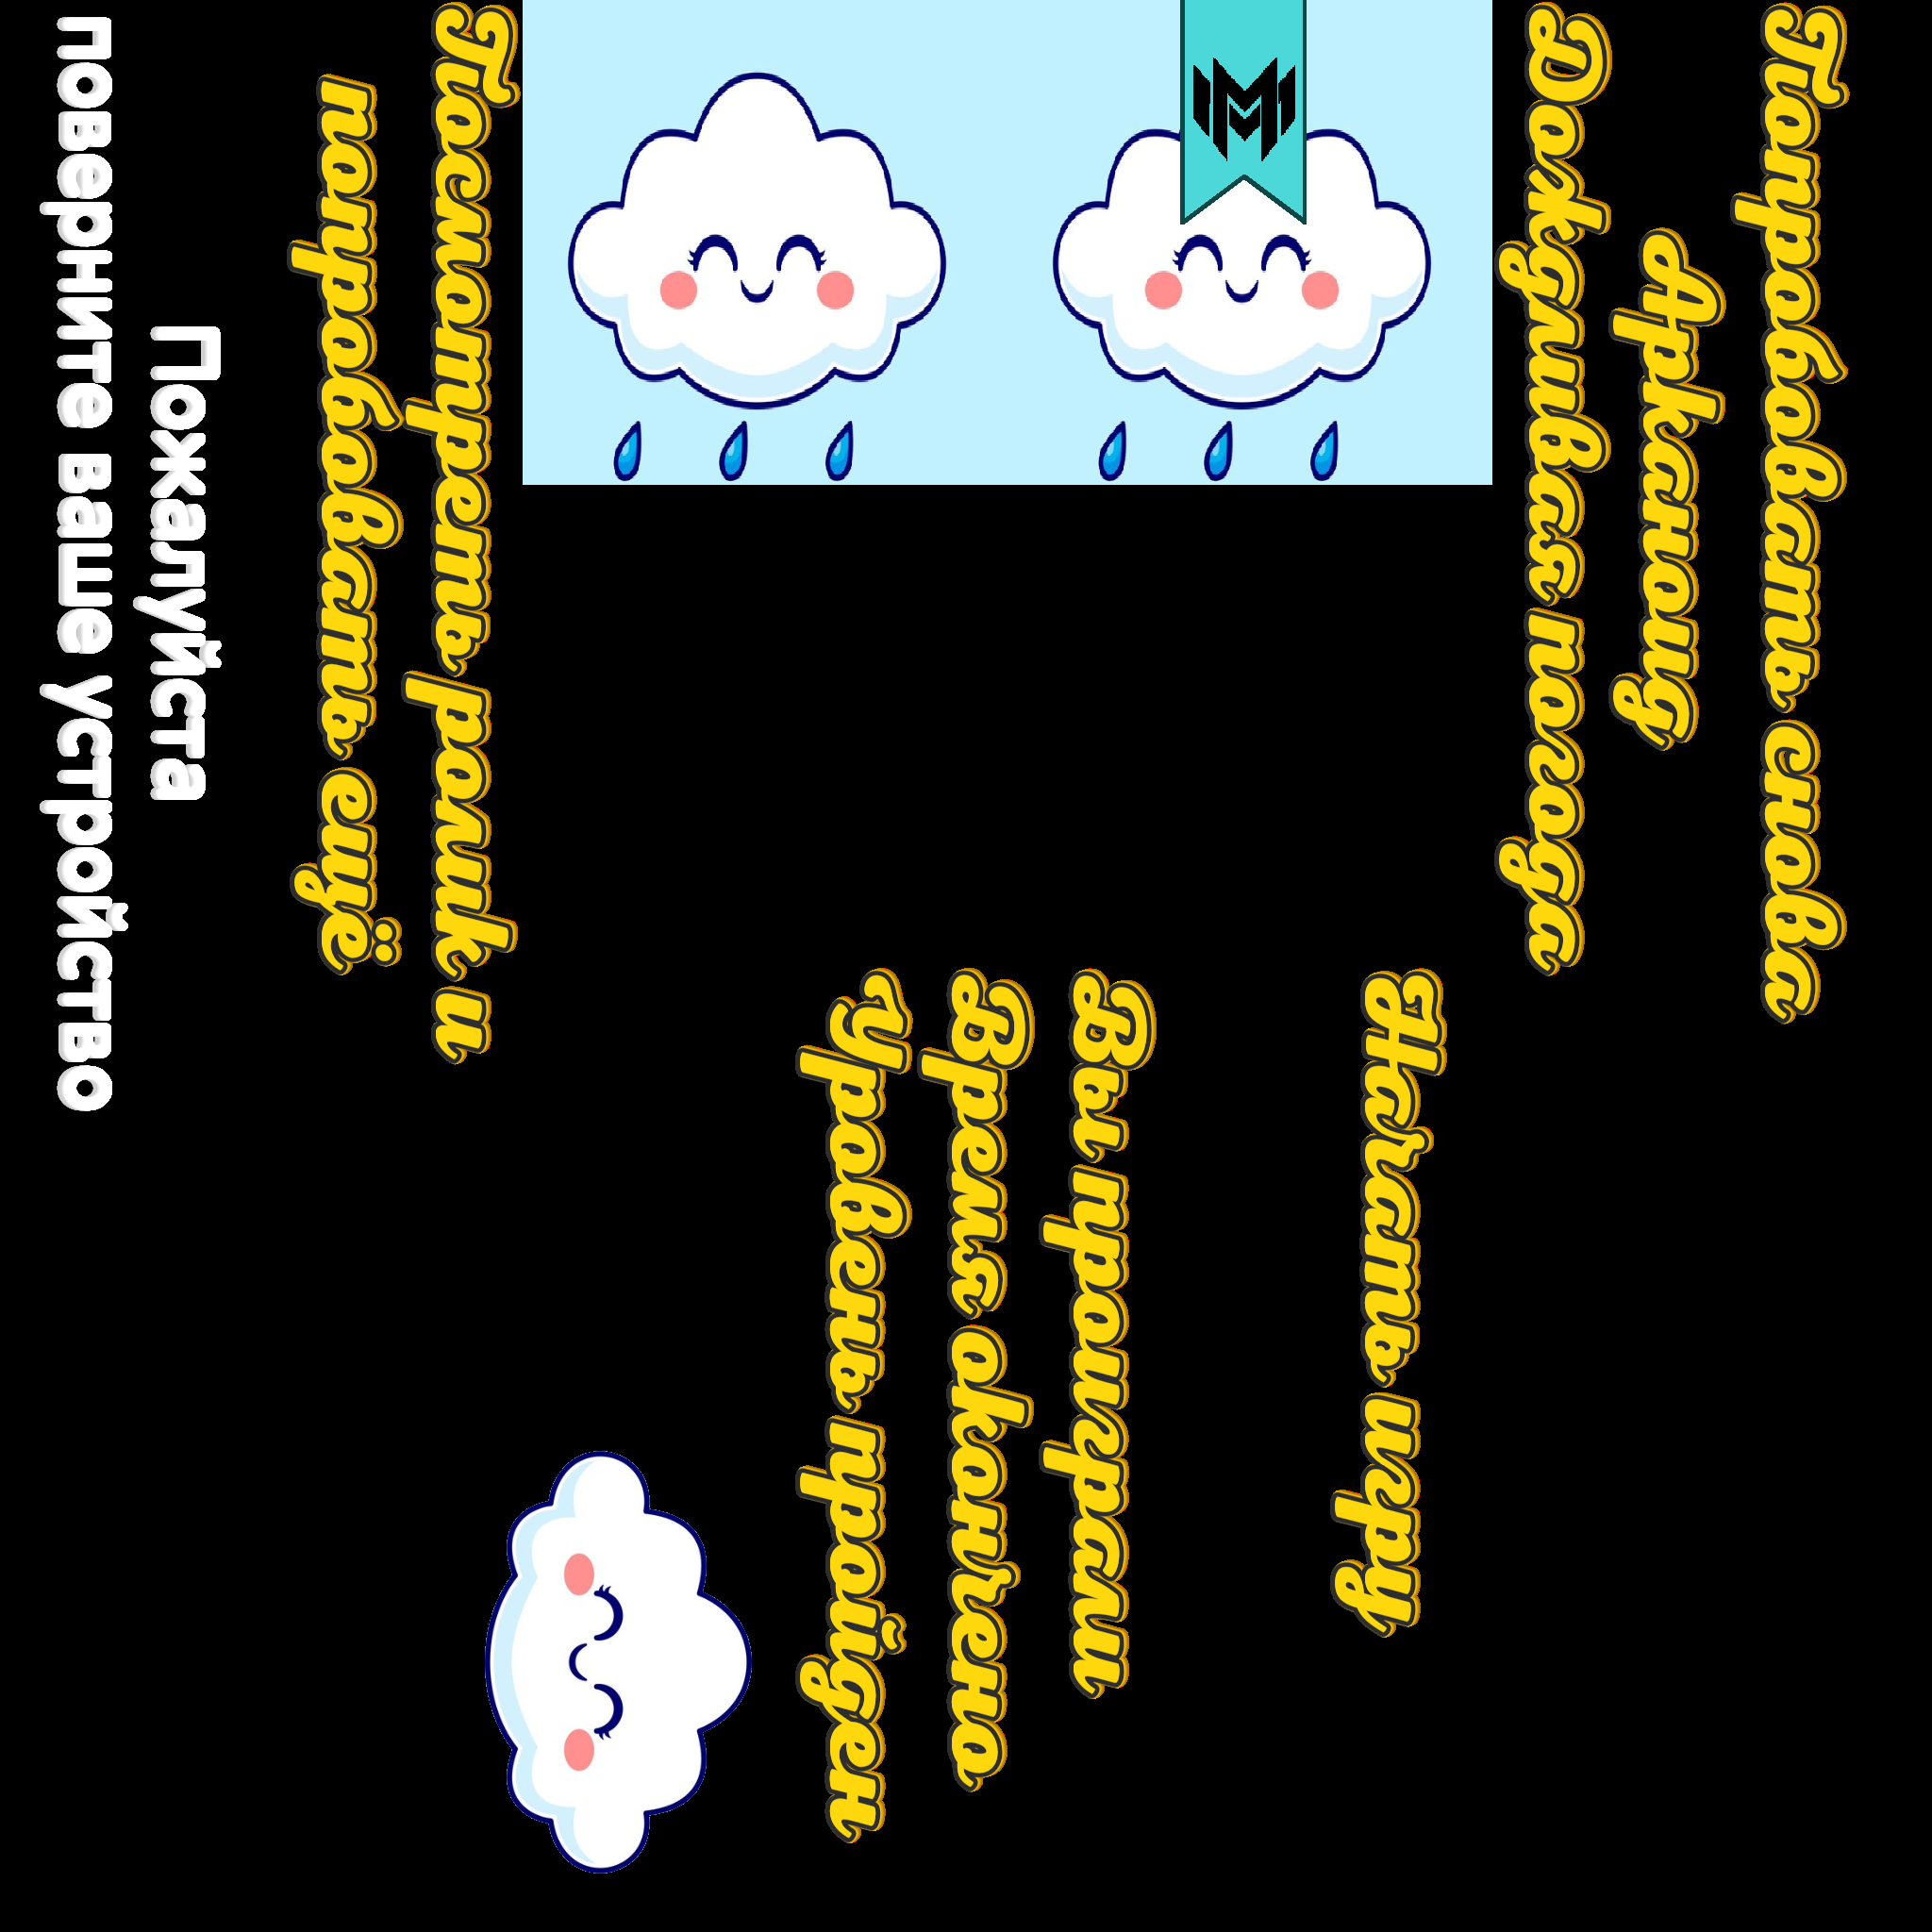 Пожалуйста
поверните ваше устройство
Посмотреть ролик и
попробовать ещё
Дождливая погода
Аркаиоид
Попробовать снова
Уровень пройден
Время окончено
Вы проиграли
Начать игру